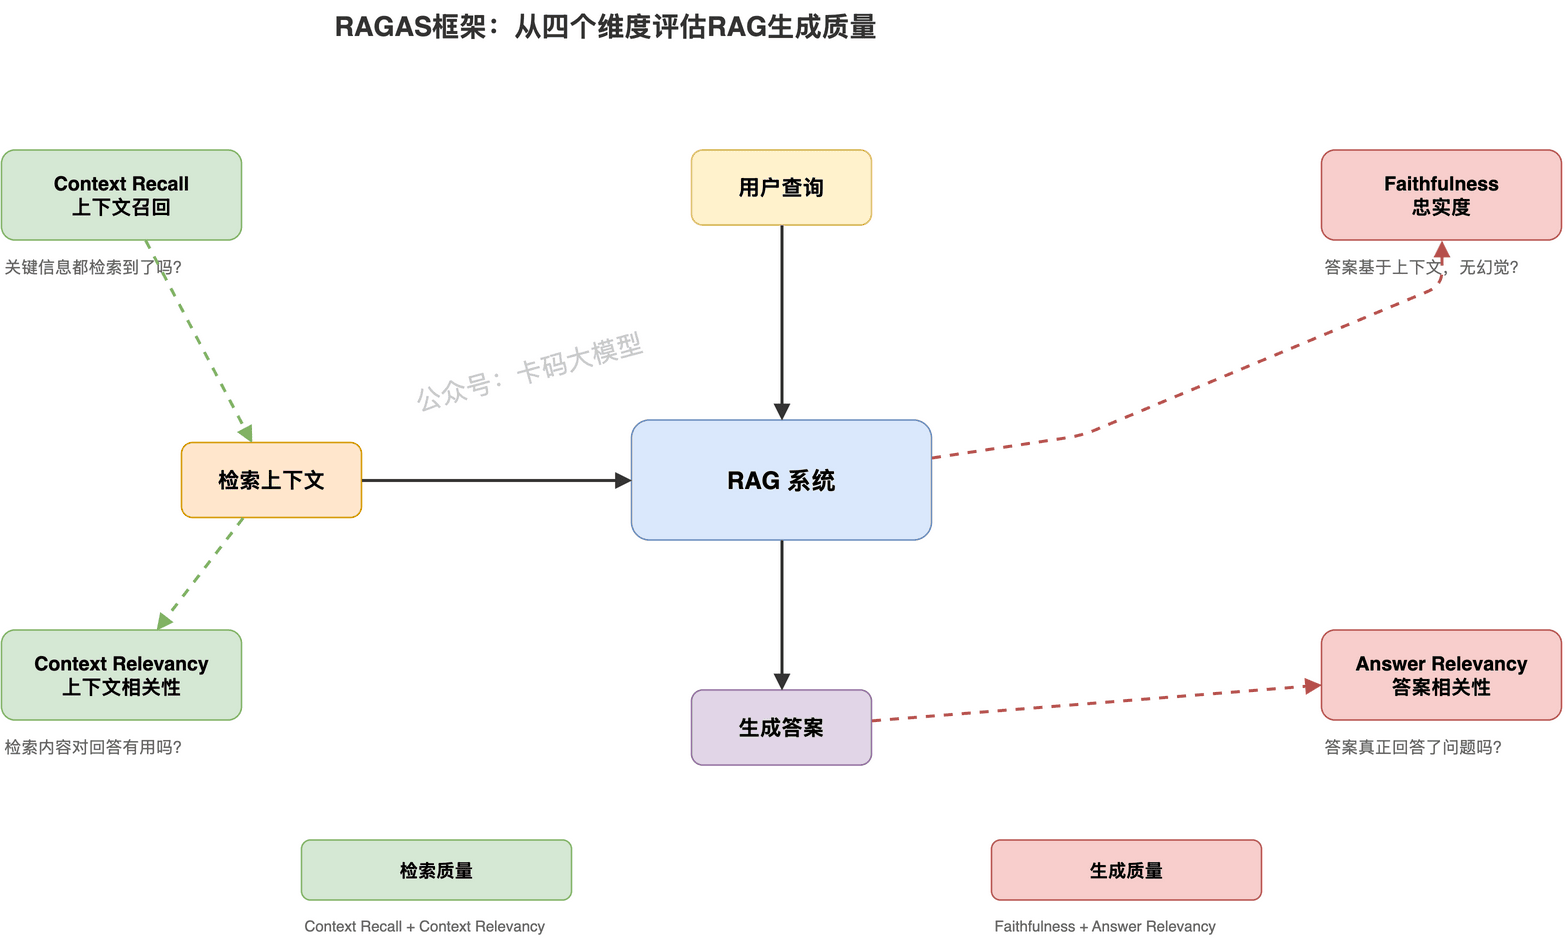 RAGAS框架：从四个维度评估RAG生成质量
Context Recall
上下文召回
关键信息都检索到了吗?
用户查询
Faithfulness
忠实度
答案基于上下文，无幻觉?
公众号：卡码大模型
检索上下文
RAG 系统
Context Relevancy
上下文相关性
检索内容对回答有用吗?
生成答案
Answer Relevancy
答案相关性
答案真正回答了问题吗?
检索质量
Context Recall + Context Relevancy
生成质量
Faithfulness + Answer Relevancy